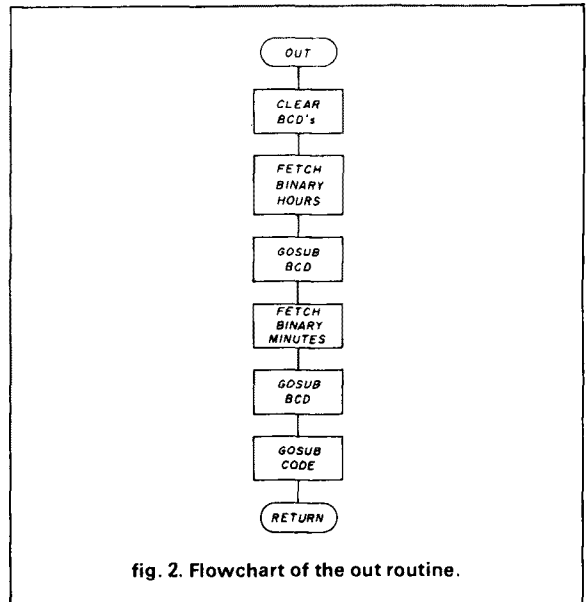 OUT
CLEAR
BCD's
FETCH
BINARY
HOURS
GOSUB
BCD
FETCH
BINARY
MINUTES
GOSUB
BCD
GOSUB
CODE
RETURN
fig. 2. Flowchart of the out routine.